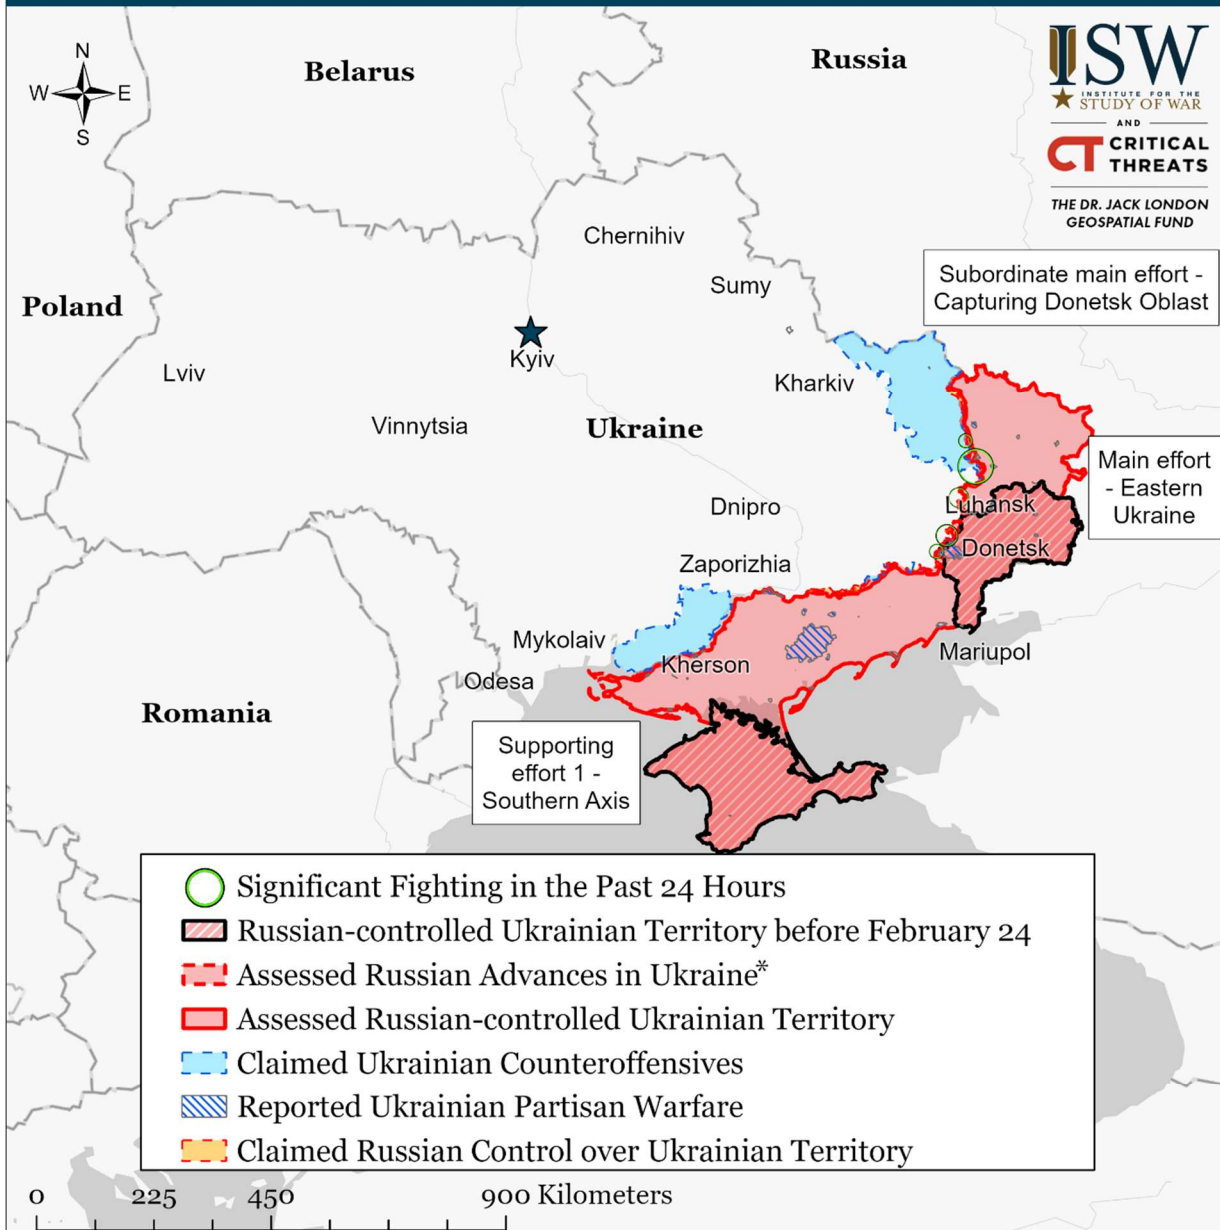 N
W E
S
Belarus
Russia
ISW
INSTITUTE FOR THE
STUDY OF WAR
AND
CT CRITICAL
THREATS
THE DR. JACK LONDON
GEOSPATIAL FUND
Chernihiv
Subordinate main effort -
Capturing Donetsk Oblast
Sumy
Poland
Kyiv
Lviv
Kharkiv
Vinnytsia
Ukraine
Main effort
- Eastern
Ukraine
Dnipro
Luhansk
Donetsk
Zaporizhia
Mykolaiv
Mariupol
Kherson
Odesa
Romania
Supporting
effort 1 -
Southern Axis
Significant Fighting in the Past 24 Hours
Russian-controlled Ukrainian Territory before February 24
Assessed Russian Advances in Ukraine*
Assessed Russian-controlled Ukrainian Territory
Claimed Ukrainian Counteroffensives
Reported Ukrainian Partisan Warfare
Claimed Russian Control over Ukrainian Territory
0 225 450 900 Kilometers